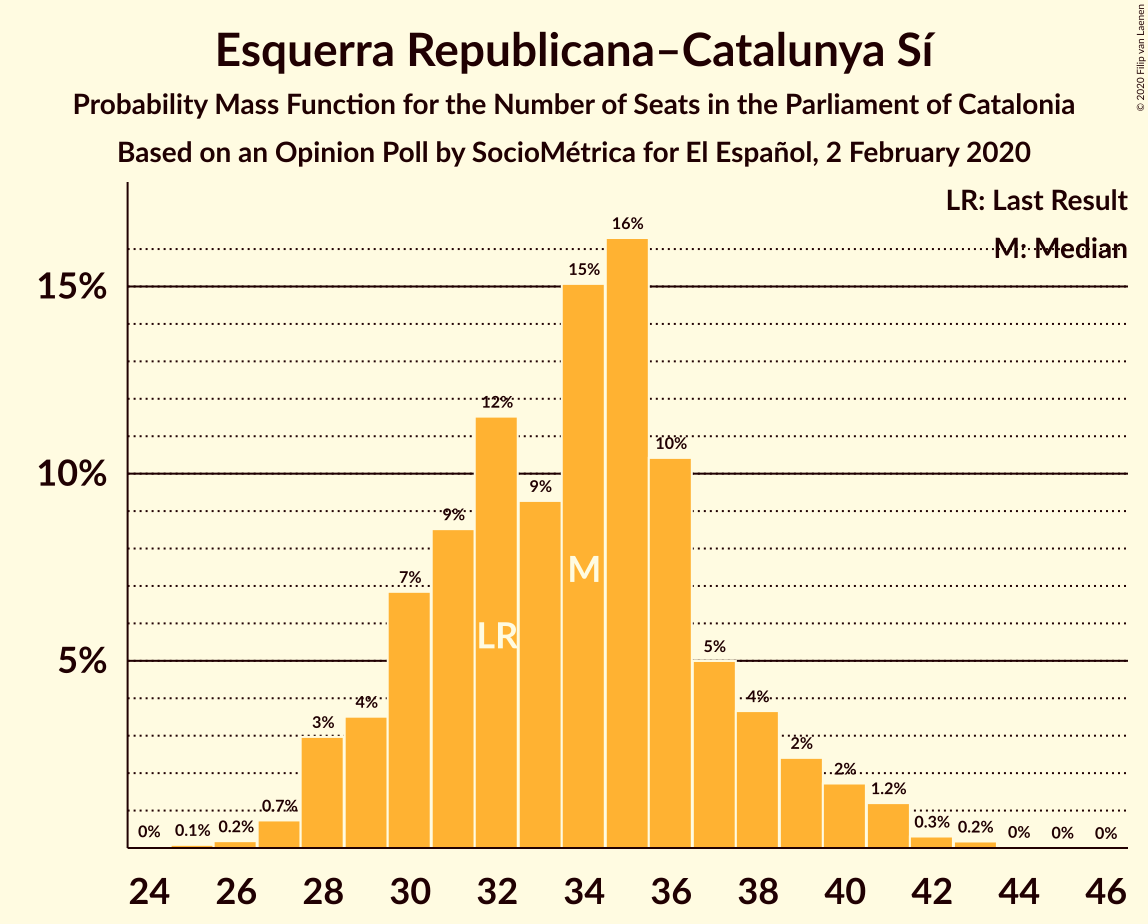 Esquerra Republicana–Catalunya Sí
Probability Mass Function for the Number of Seats in the Parliament of Catalonia
Based on an Opinion Poll by SocioMétrica for El Español, 2 February 2020
© 2020 Filip van Laenen
LR: Last Result
M: Median
15%
10%
5%
0%
0.1%
0.2%
0.7%
3%
4%
7%
9%
12%
9%
15%
16%
10%
5%
4%
2%
2%
1.2%
0.3%
0.2%
0%
0%
0%
LR
M
24 26 28 30 32 34 36 38 40 42 44 46